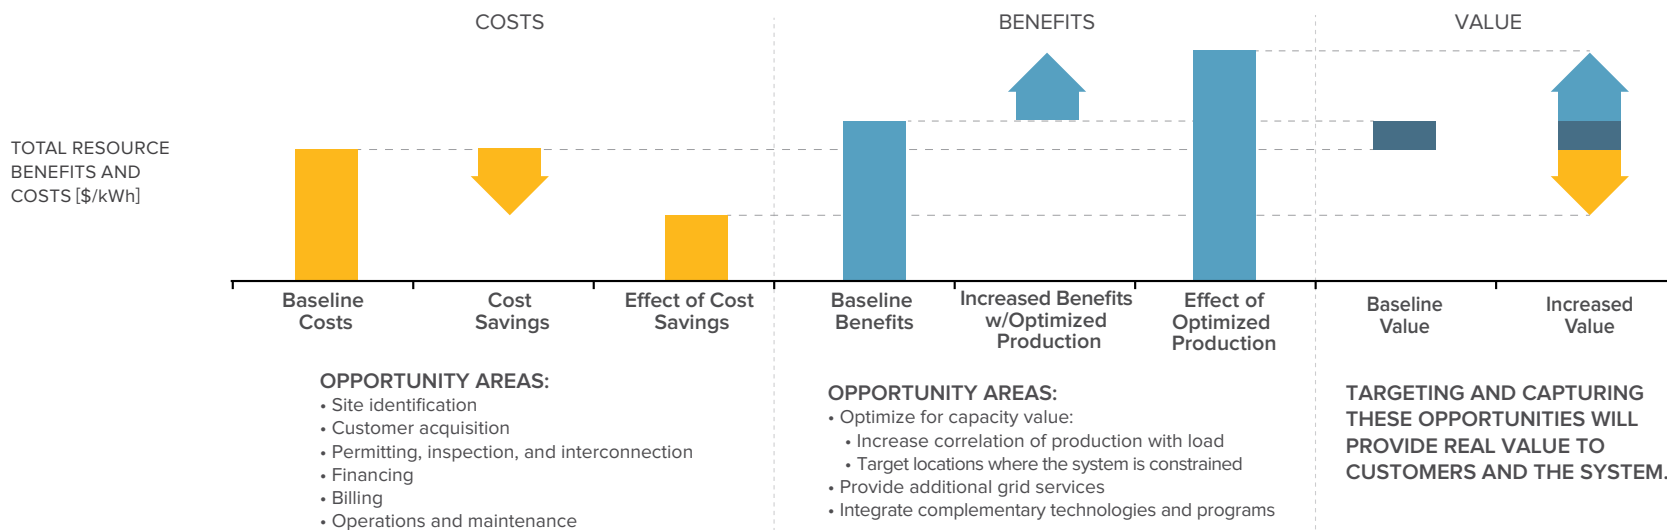 COSTS
BENEFITS
VALUE
TOTAL RESOURCE
BENEFITS AND
COSTS [$/kWh]
Baseline
Costs
Cost
Savings
Effect of Cost
Savings
Baseline
Benefits
Increased Benefits
w/Optimized
Production
Effect of
Optimized
Production
Baseline
Value
Increased
Value
OPPORTUNITY AREAS:
• Site identification
• Customer acquisition
• Permitting, inspection, and interconnection
• Financing
• Billing
• Operations and maintenance
OPPORTUNITY AREAS:
• Optimize for capacity value:
• Increase correlation of production with load
• Target locations where the system is constrained
• Provide additional grid services
• Integrate complementary technologies and programs
TARGETING AND CAPTURING
THESE OPPORTUNITIES WILL
PROVIDE REAL VALUE TO
CUSTOMERS AND THE SYSTEM.